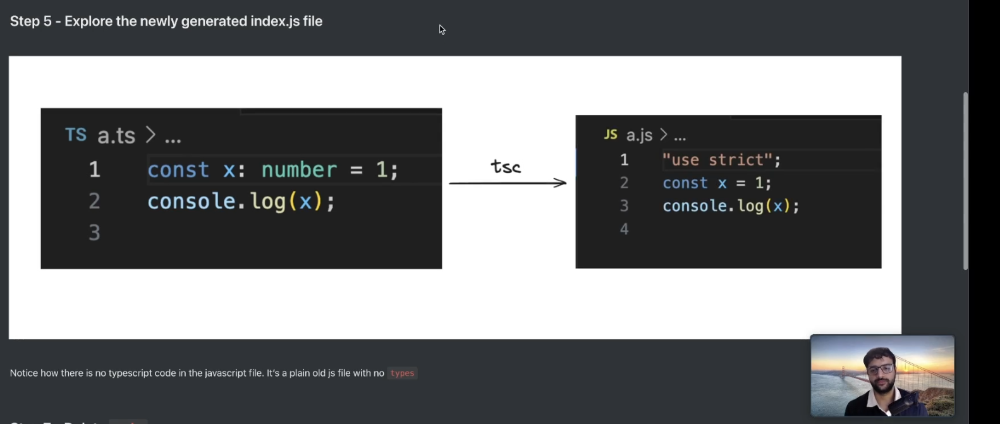 Step 5 - Explore the newly generated index.js file
TS a.ts > ...
1 const x: number = 1;
2 console.log(x);
3
tsc
JS a.js > ...
1 "use strict";
2 const x = 1;
3 console.log(x);
4
Notice how there is no typescript code in the javascript file. It's a plain old js file with no types